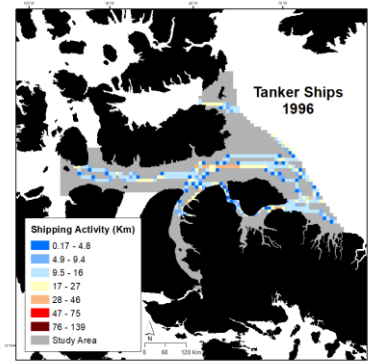 Tanker Ships
1996
Shipping Activity (Km)
0.17 - 4.8
4.9 - 9.4
9.5 - 16
17 - 27
28 - 46
47 - 75
76 - 139
Study Area
N
0 60 120 Km